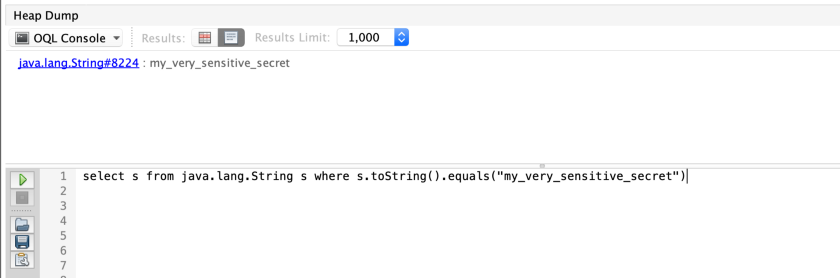 Heap Dump
OQL Console Results: Results Limit: 1,000
java.lang.String#8224 : my_very_sensitive_secret
1 select s from java.lang.String s where s.toString().equals("my_very_sensitive_secret")
2
3
4
5
6
7